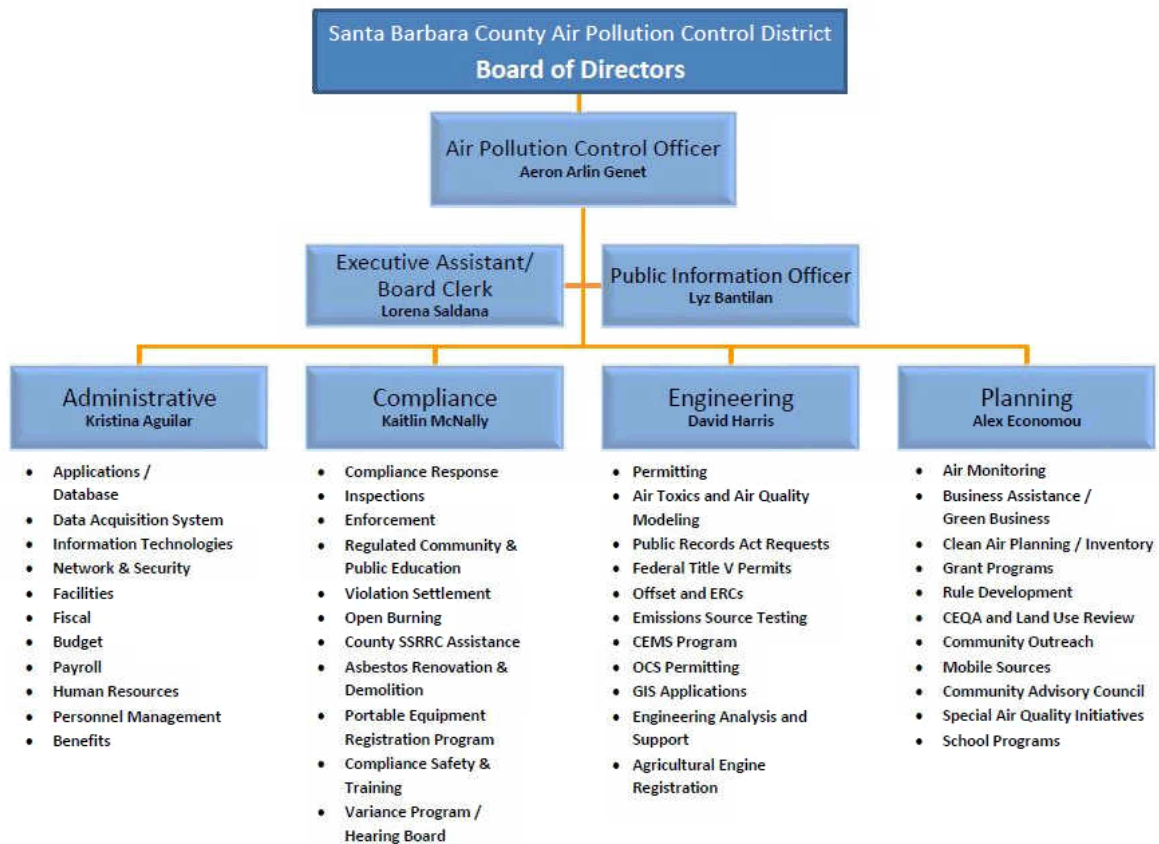 Santa Barbara County Air Pollution Control District
Board of Directors
Air Pollution Control Officer
Aeron Arlin Genet
Executive Assistant/
Board Clerk
Lorena Saldana
Public Information Officer
Lyz Bantilan
Administrative
Kristina Aguilar
• Applications /
Database
• Data Acquisition System
• Information Technologies
• Network & Security
• Facilities
• Fiscal
• Budget
• Payroll
• Human Resources
• Personnel Management
• Benefits
Compliance
Kaitlin McNally
• Compliance Response
• Inspections
• Enforcement
• Regulated Community &
Public Education
• Violation Settlement
• Open Burning
• County SSRRC Assistance
• Asbestos Renovation &
Demolition
• Portable Equipment
Registration Program
• Compliance Safety &
Training
• Variance Program /
Hearing Board
Engineering
David Harris
• Permitting
• Air Toxics and Air Quality
Modeling
• Public Records Act Requests
• Federal Title V Permits
• Offset and ERCs
• Emissions Source Testing
• CEMS Program
• OCS Permitting
• GIS Applications
• Engineering Analysis and
Support
• Agricultural Engine
Registration
Planning
Alex Economou
• Air Monitoring
• Business Assistance /
Green Business
• Clean Air Planning / Inventory
• Grant Programs
• Rule Development
• CEQA and Land Use Review
• Community Outreach
• Mobile Sources
• Community Advisory Council
• Special Air Quality Initiatives
• School Programs